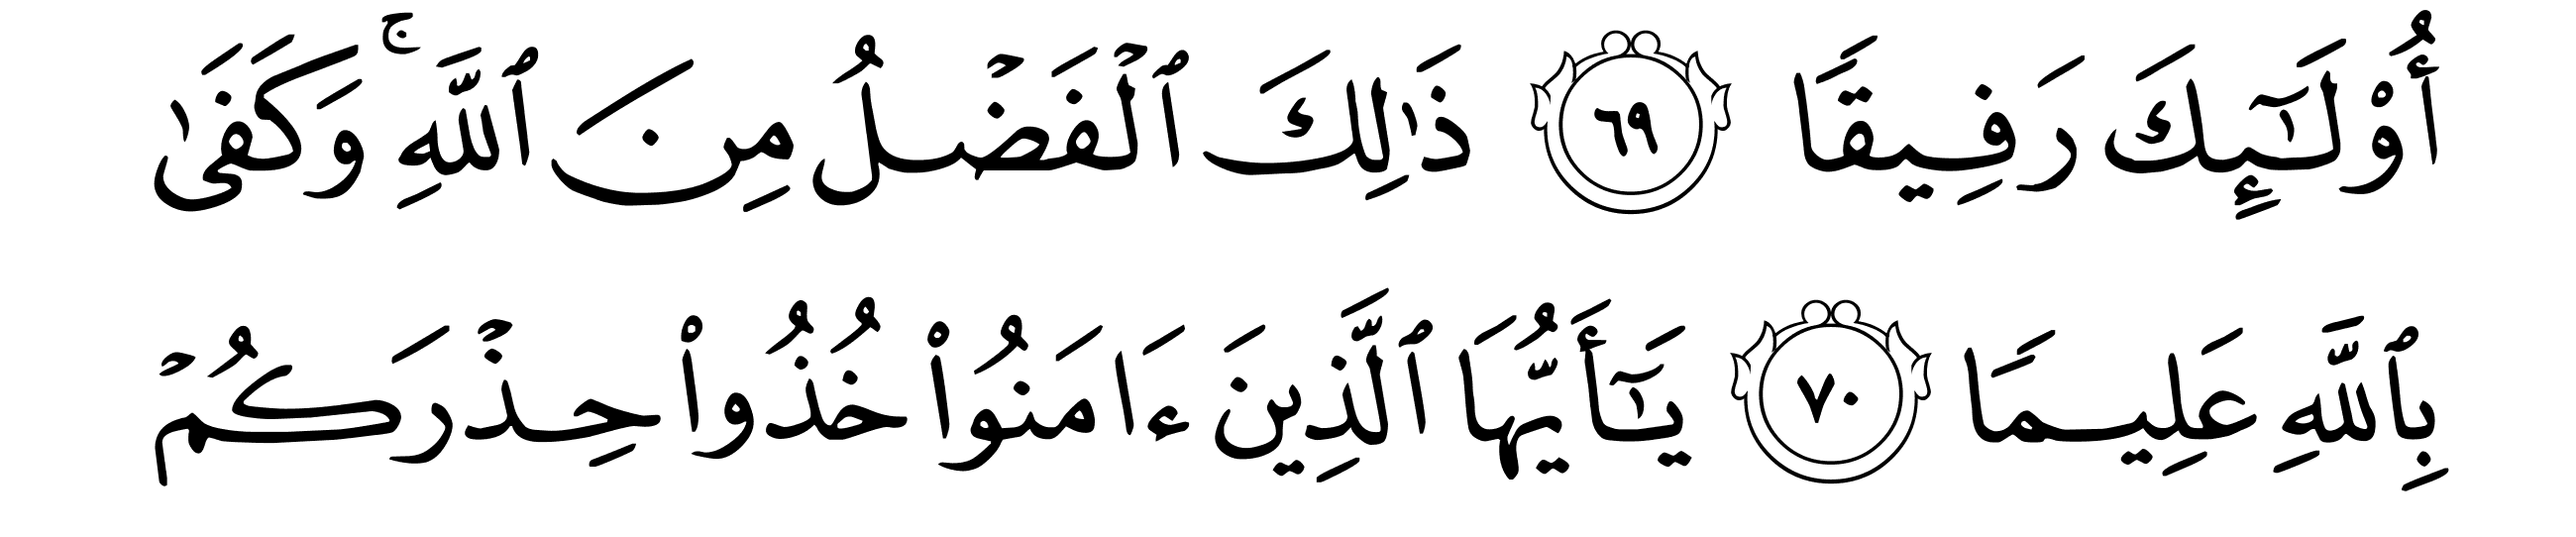 أُوْلَٰٓئِكَ رَفِيقًا ٦٩ ذَٰلِكَ ٱلۡفَضۡلُ مِنَ ٱللَّهِۚ وَكَفَىٰ
بِٱللَّهِ عَلِيمًا ٧٠ يَٰٓأَيُّهَا ٱلَّذِينَ ءَامَنُواْ خُذُواْ حِذۡرَكُمۡ